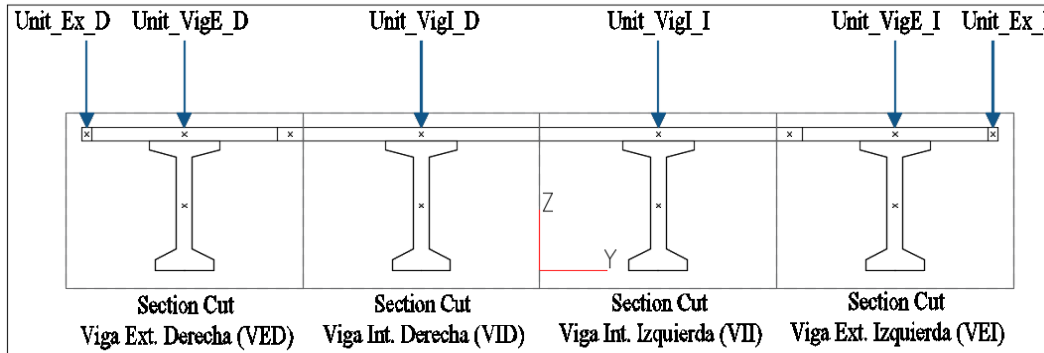 Unit_Ex_D Unit_VigE_D Unit_VigI_D Unit_VigI_I Unit_VigE_I Unit_Ex_I
Z
Y
Section Cut Section Cut Section Cut Section Cut
Viga Ext. Derecha (VED) Viga Int. Derecha (VID) Viga Int. Izquierda (VII) Viga Ext. Izquierda (VEI)